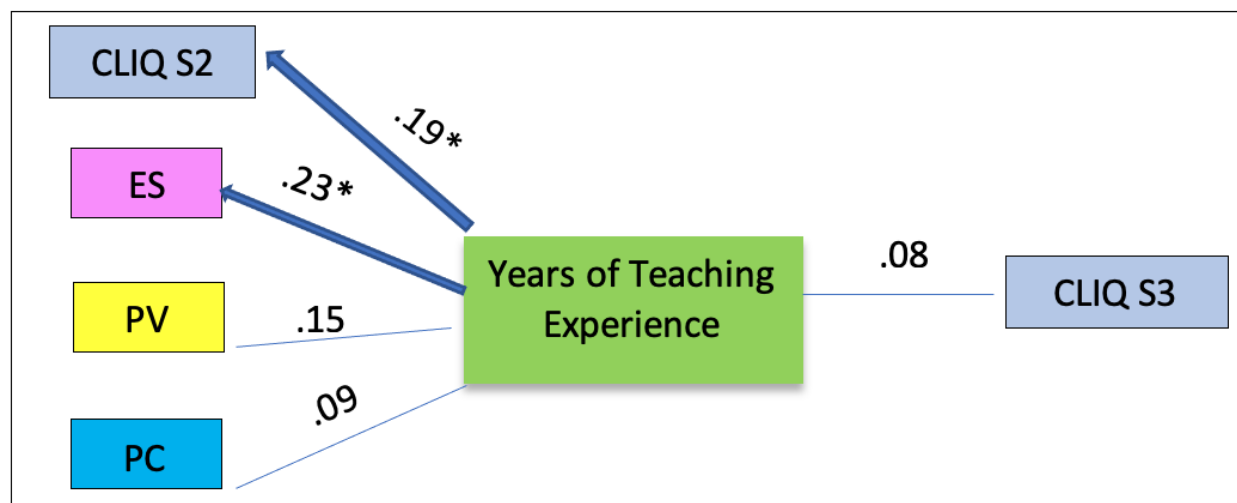 CLIQ S2
.19*
ES
.23*
Years of Teaching
Experience
.08
CLIQ S3
PV
.15
.09
PC